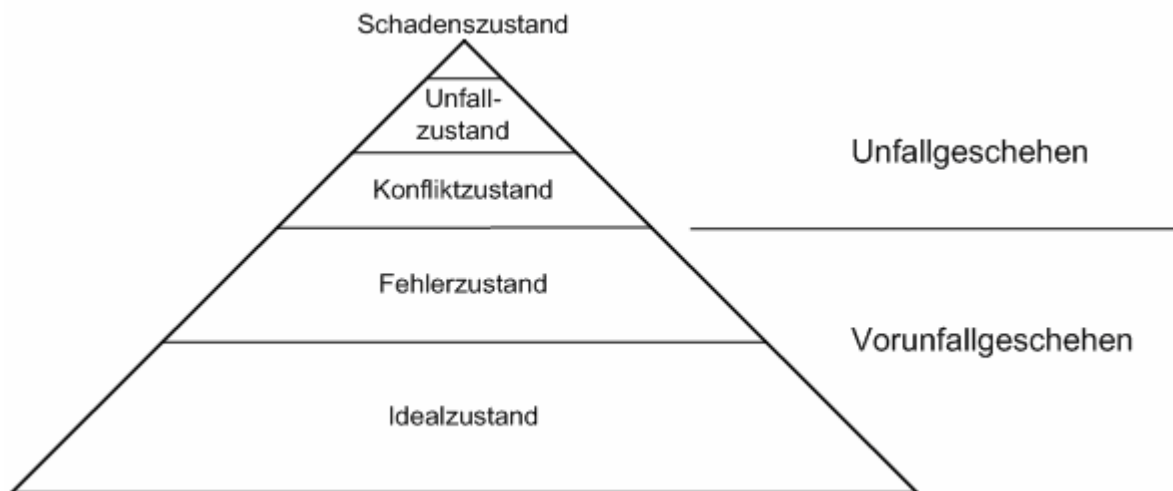 Schadenszustand
Unfall-
zustand
Unfallgeschehen
Konfliktzustand
Fehlerzustand
Vorunfallgeschehen
Idealzustand